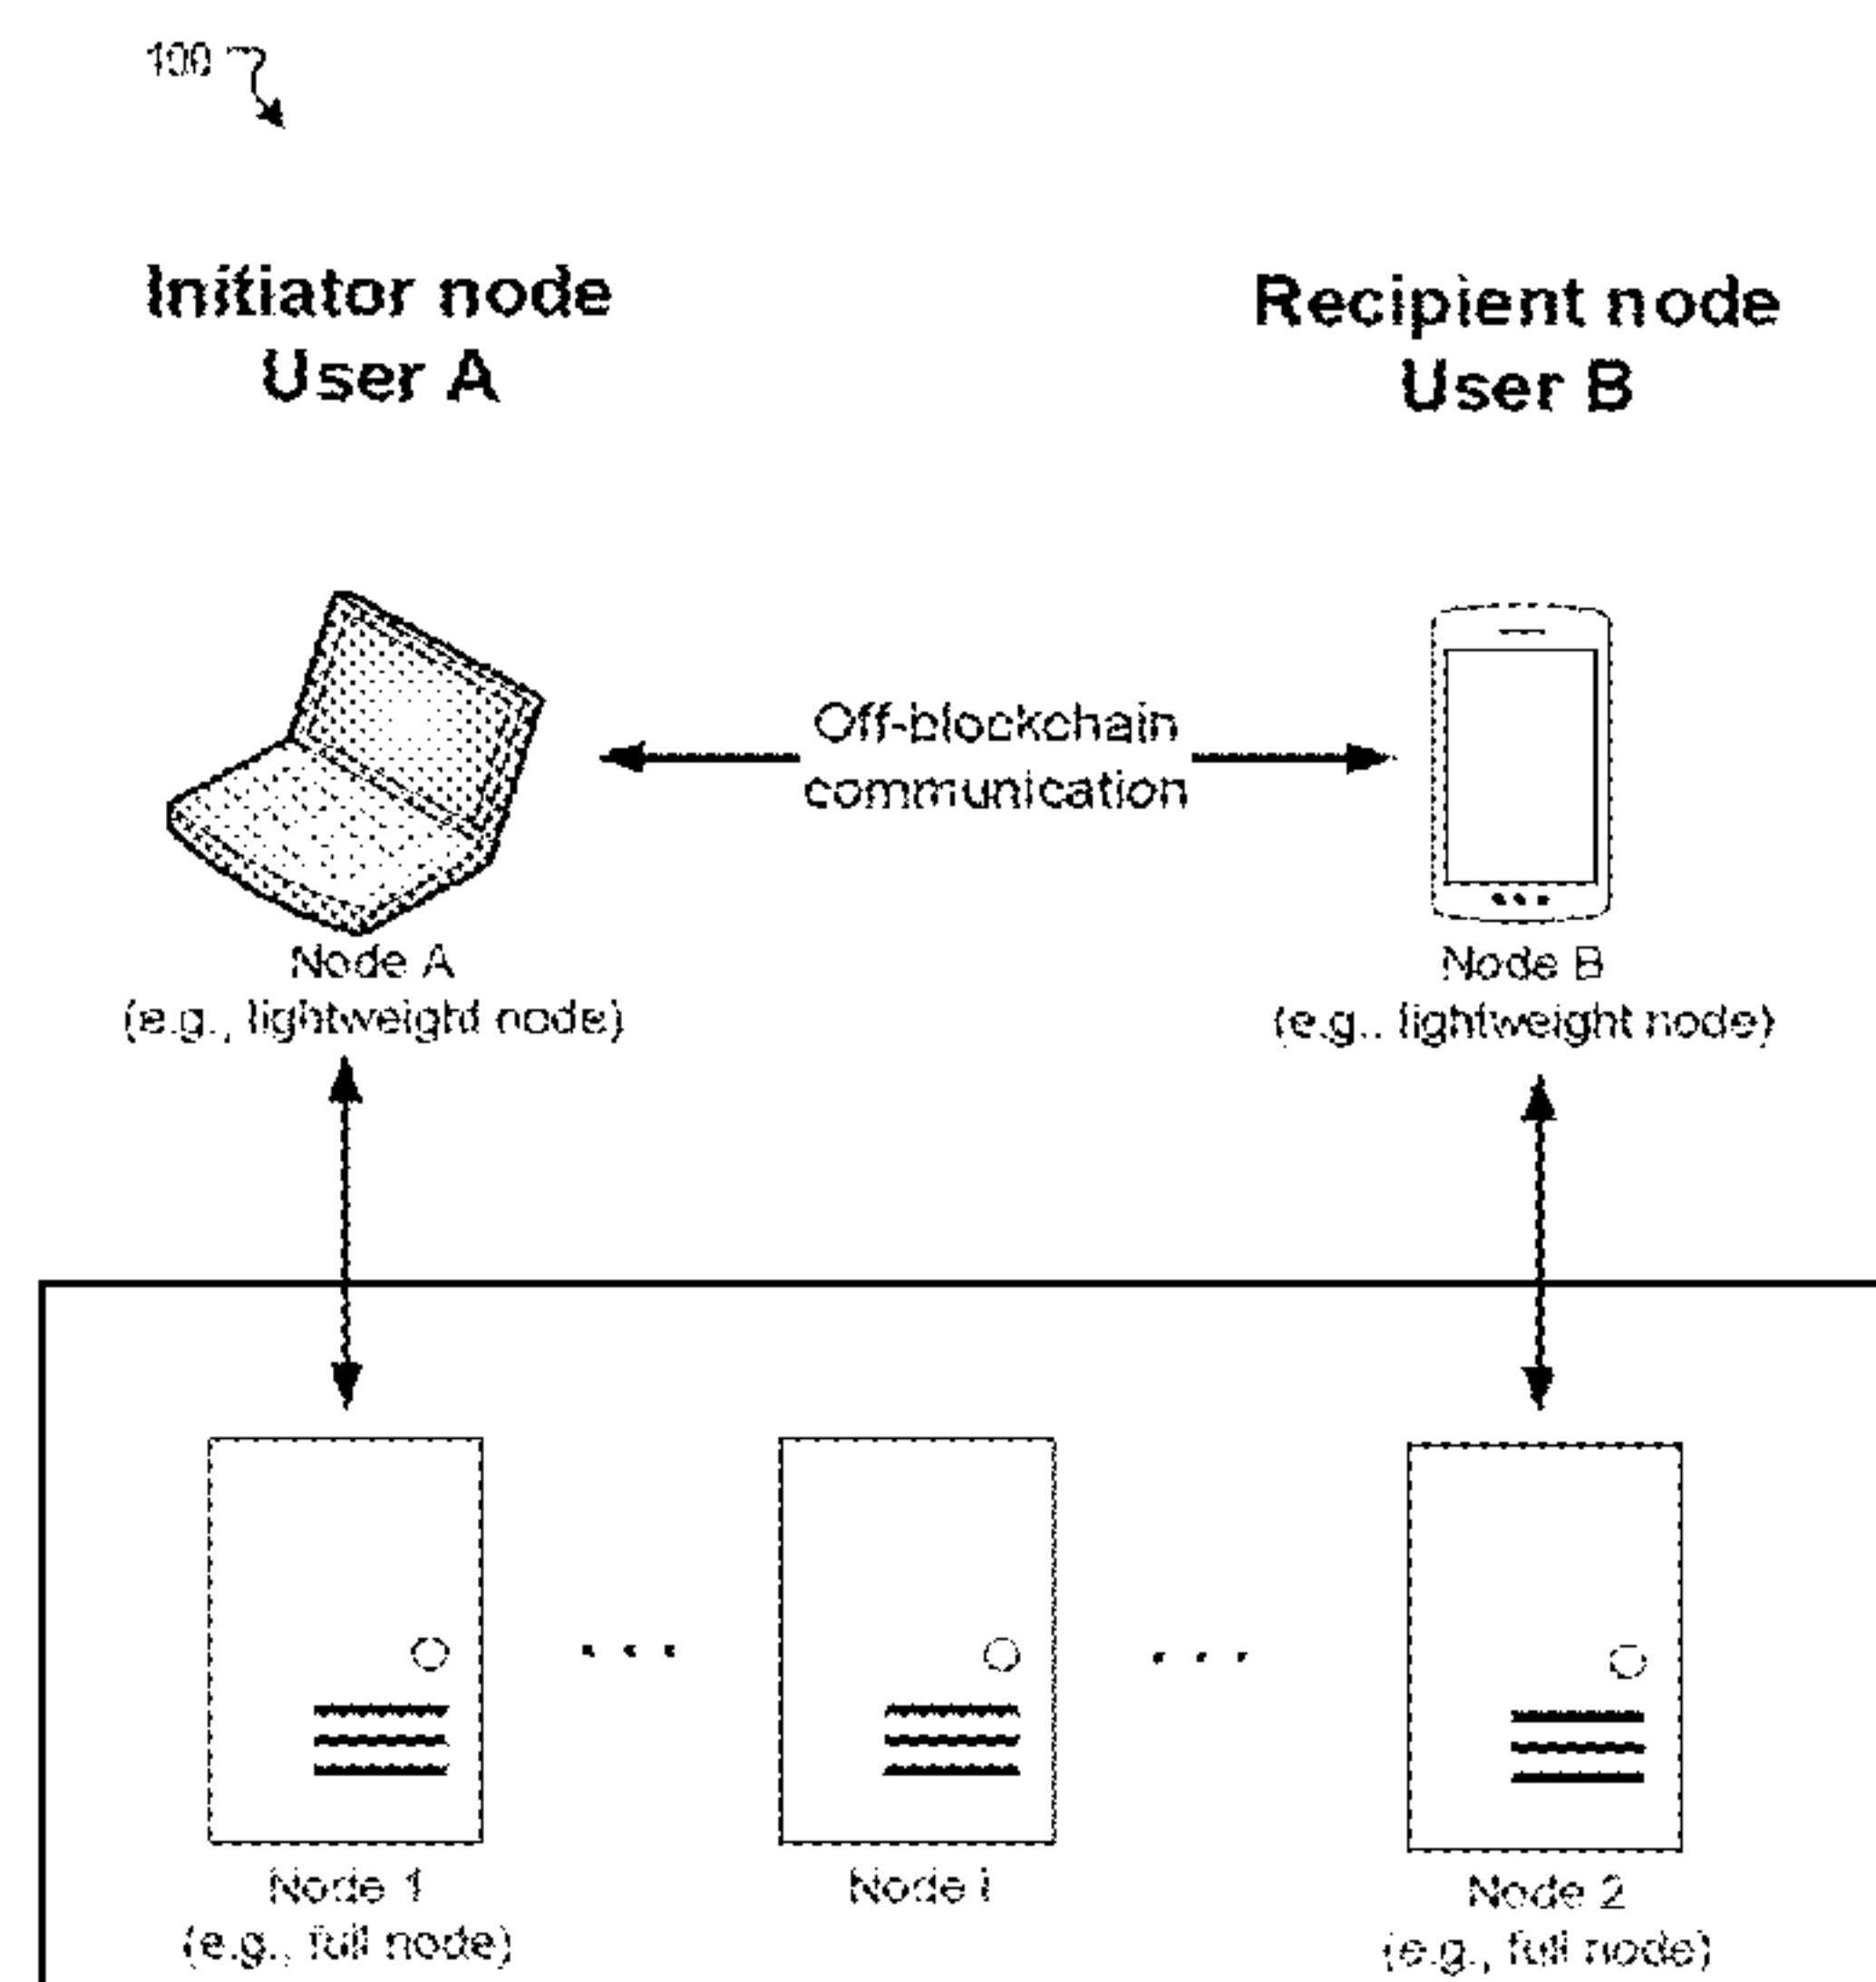 100
Initiator node
User A
Recipient node
User B
Off-blockchain
communication
Node A
(e.g., lightweight node)
Node B
(e.g., lightweight node)
Node 1
(e.g., full node)
Node i
Node 2
(e.g., full node)